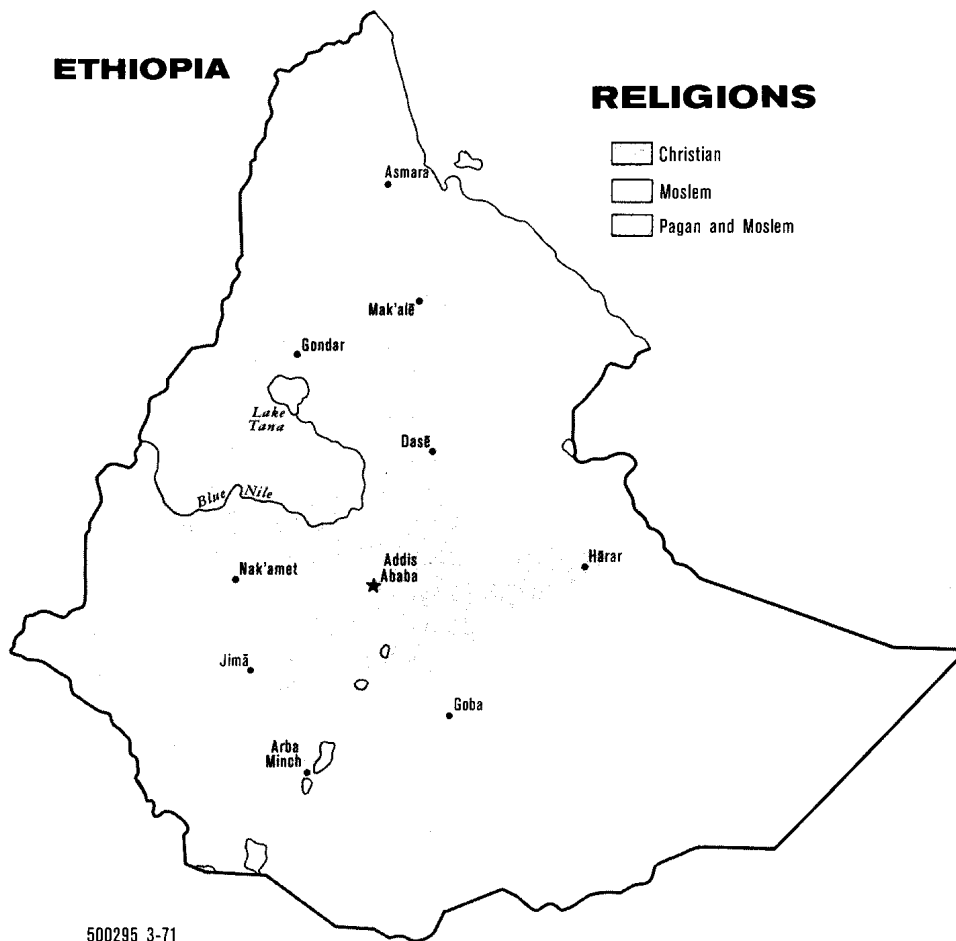 ETHIOPIA
RELIGIONS
Christian
Moslem
Pagan and Moslem
Asmara
Mak'alē
Gondar
Lake
Tana
Dasē
Blue Nile
Nak'amet
Addis
Ababa
Hārar
Jimā
Goba
Arba
Minch
500295 3-71